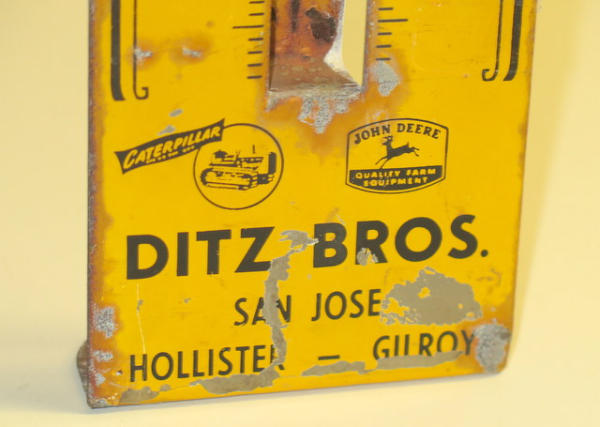 CATERPILLAR
JOHN DEERE
QUALITY FARM
EQUIPMENT
DITZ BROS.
SAN JOSE
HOLLISTER — GILROY